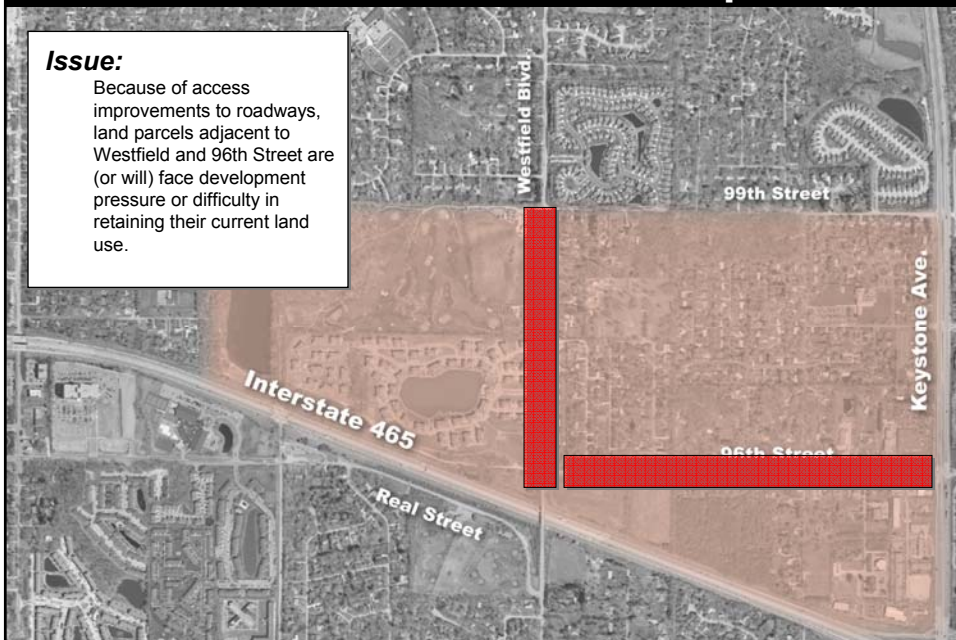 Issue:
Because of access
improvements to roadways,
land parcels adjacent to
Westfield and 96th Street are
(or will) face development
pressure or difficulty in
retaining their current land
use.
Westfield Blvd.
99th Street
Keystone Ave.
Interstate 465
96th Street
Real Street